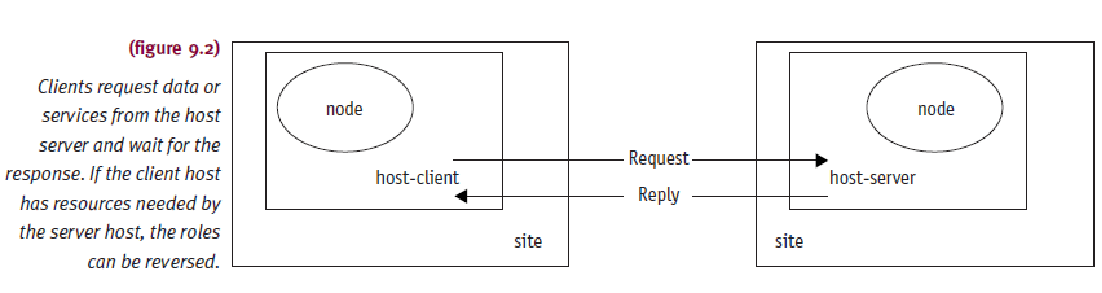 (figure 9.2)
Clients request data or
services from the host
server and wait for the
response. If the client host
has resources needed by
the server host, the roles
can be reversed.
node
host-client
site
Request
Reply
node
host-server
site